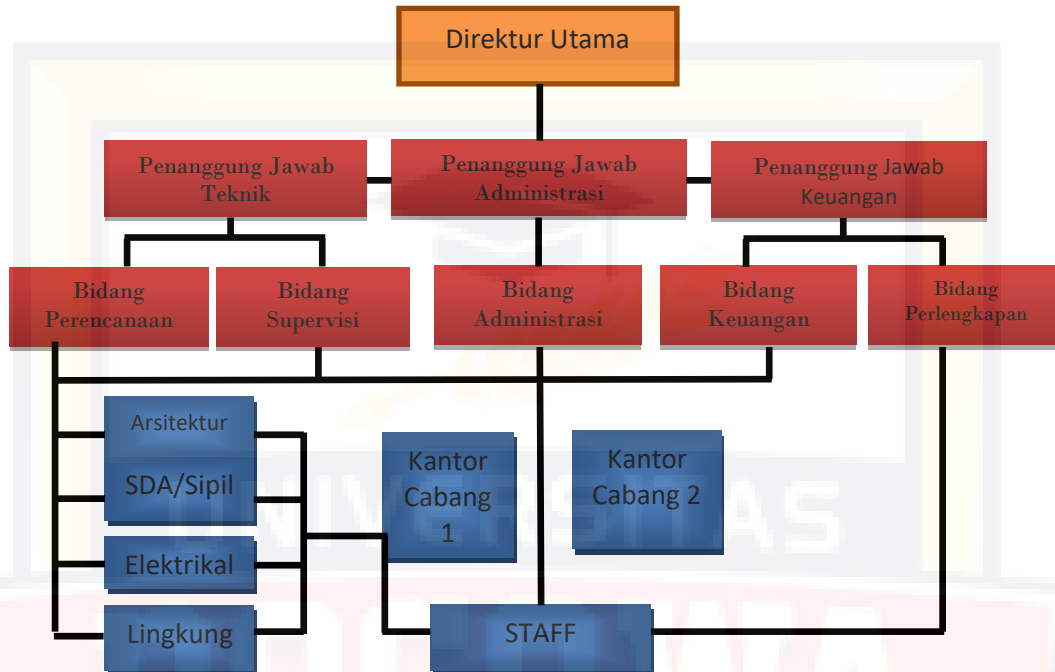 Direktur Utama
Penanggung Jawab
Teknik
Penanggung Jawab
Administrasi
Penanggung Jawab
Keuangan
Bidang
Perencanaan
Bidang
Supervisi
Bidang
Administrasi
Bidang
Keuangan
Bidang
Perlengkapan
Arsitektur
SDA/Sipil
Elektrikal
Lingkung
Kantor
Cabang
1
Kantor
Cabang 2
STAFF
UNIVERSITAS